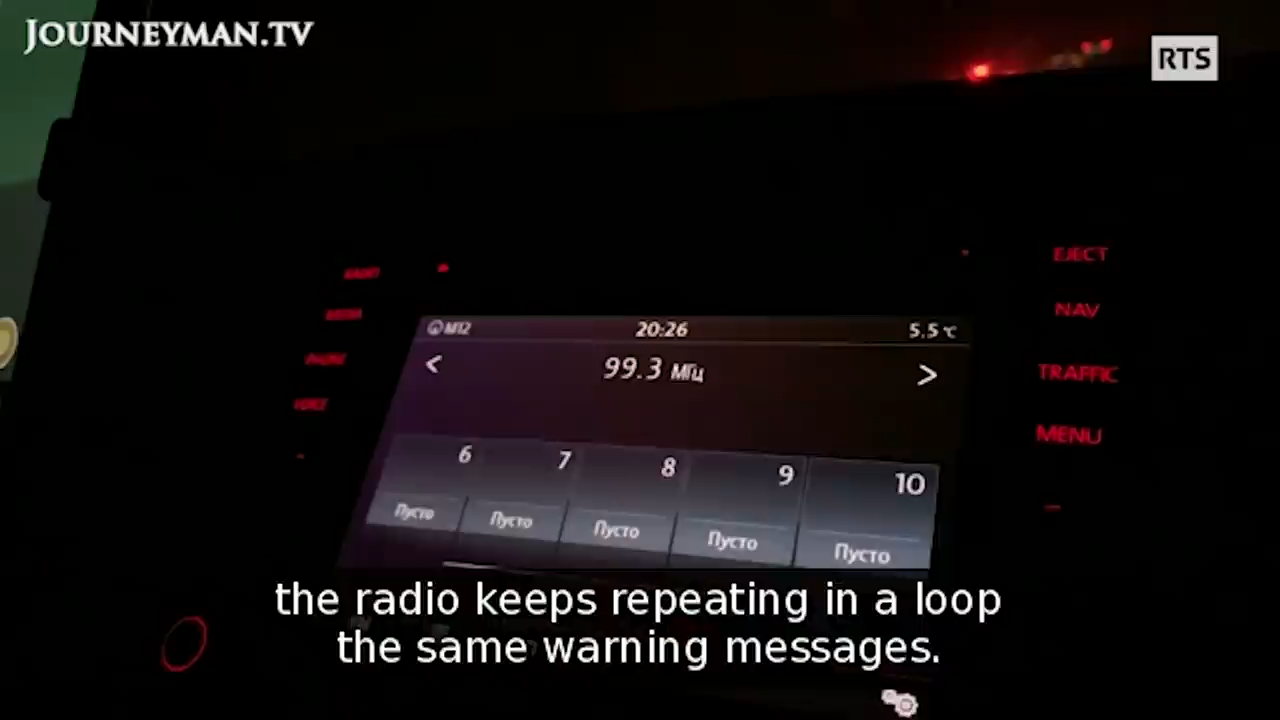 JOURNEYMAN.TV
RTS
EJECT
NAV
TRAFFIC
MENU
20:26
5.5 °C
< 99.3 МГц >
6 7 8 9 10
Пусто Пусто Пусто Пусто Пусто
the radio keeps repeating in a loop
the same warning messages.